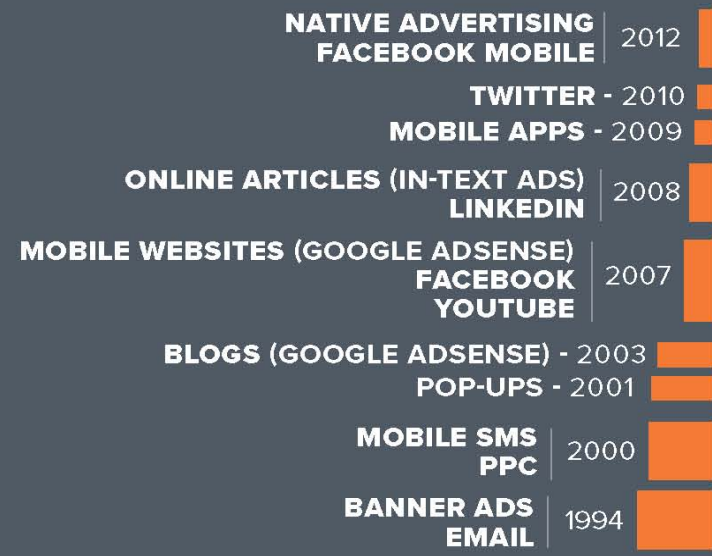 NATIVE ADVERTISING
FACEBOOK MOBILE
2012
TWITTER - 2010
MOBILE APPS - 2009
ONLINE ARTICLES (IN-TEXT ADS)
LINKEDIN
2008
MOBILE WEBSITES (GOOGLE ADSENSE)
FACEBOOK
YOUTUBE
2007
BLOGS (GOOGLE ADSENSE) - 2003
POP-UPS - 2001
MOBILE SMS
PPC
2000
BANNER ADS
EMAIL
1994